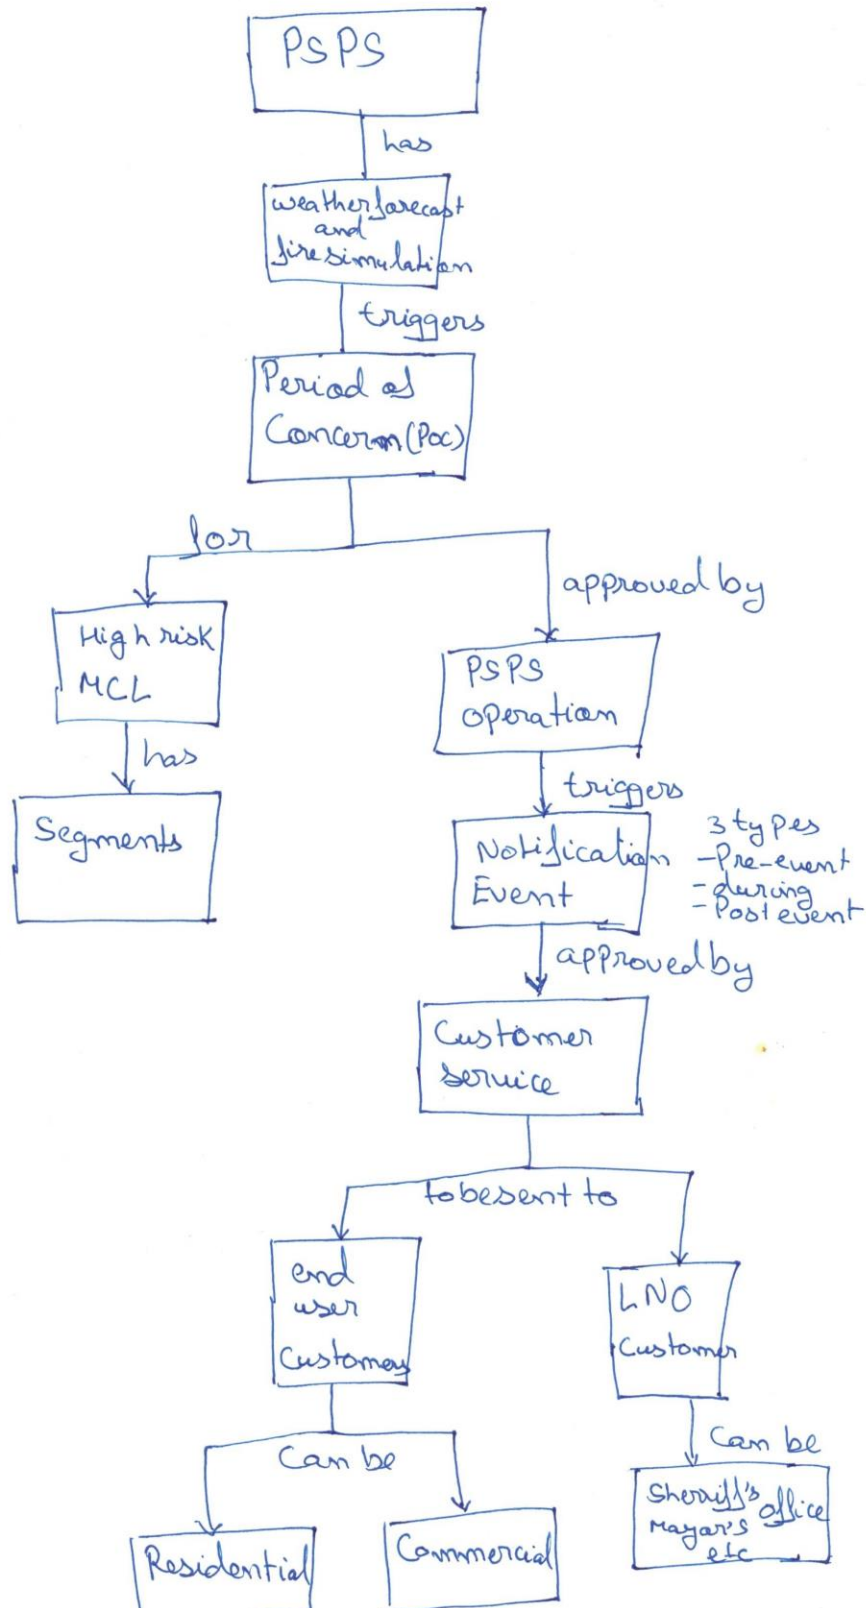 PSPS
has
weather forecast
and
fire simulation
triggers
Period of
Concern (PoC)
for
approved by
High risk
MCL
has
Segments
PSPS
operation
triggers
Notification
Event
3 types
- Pre-event
- during
- Post event
approved by
Customer
service
to be sent to
end
user
Customers
LNO
Customer
Can be
Can be
Sherriff's office
Mayor's
etc
Residential
Commercial